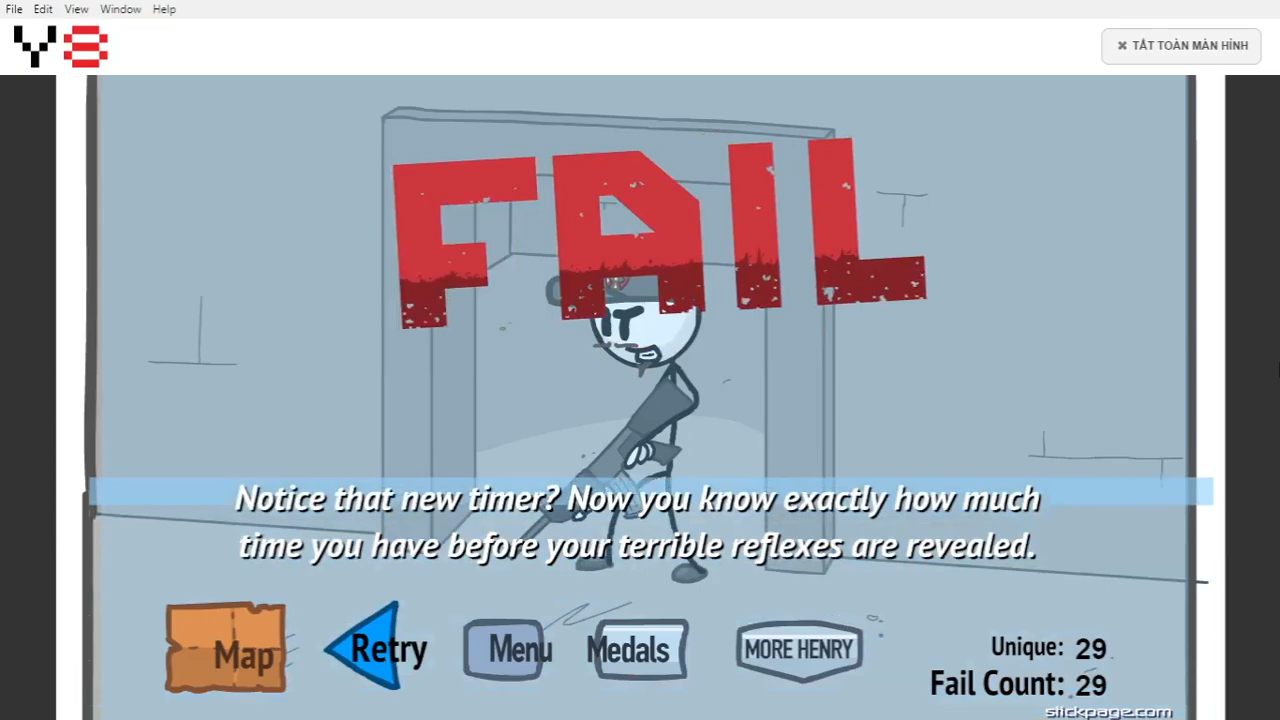 File Edit View Window Help
Y8
✖ TẮT TOÀN MÀN HÌNH
FAIL
Notice that new timer? Now you know exactly how much
time you have before your terrible reflexes are revealed.
Map Retry Menu Medals MORE HENRY
Unique: 29
Fail Count: 29
stickpage.com